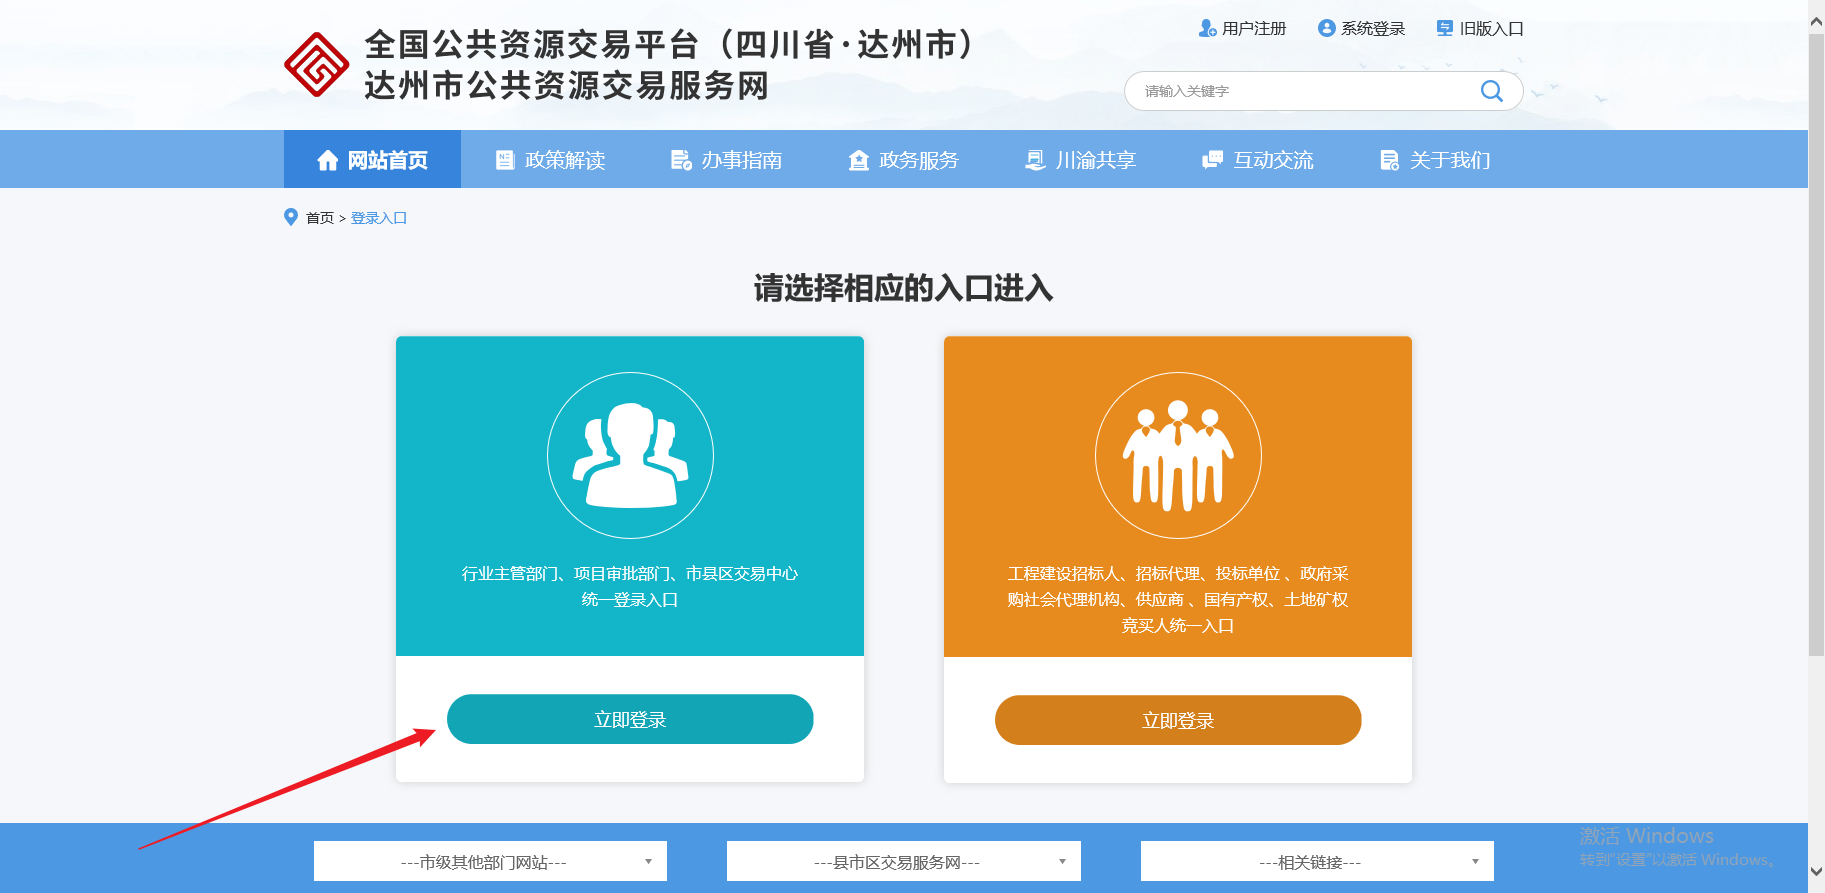 全国公共资源交易平台（四川省·达州市）
达州市公共资源交易服务网
用户注册
系统登录
旧版入口
请输入关键字
网站首页
政策解读
办事指南
政务服务
川渝共享
互动交流
关于我们
首页 > 登录入口
请选择相应的入口进入
行业主管部门、项目审批部门、市县区交易中心
统一登录入口
立即登录
工程建设招标人、招标代理、投标单位 、政府采
购社会代理机构、供应商 、国有产权、土地矿权
竞买人统一入口
立即登录
---市级其他部门网站---
---县市区交易服务网---
---相关链接---
激活 Windows
转到"设置"以激活 Windows。